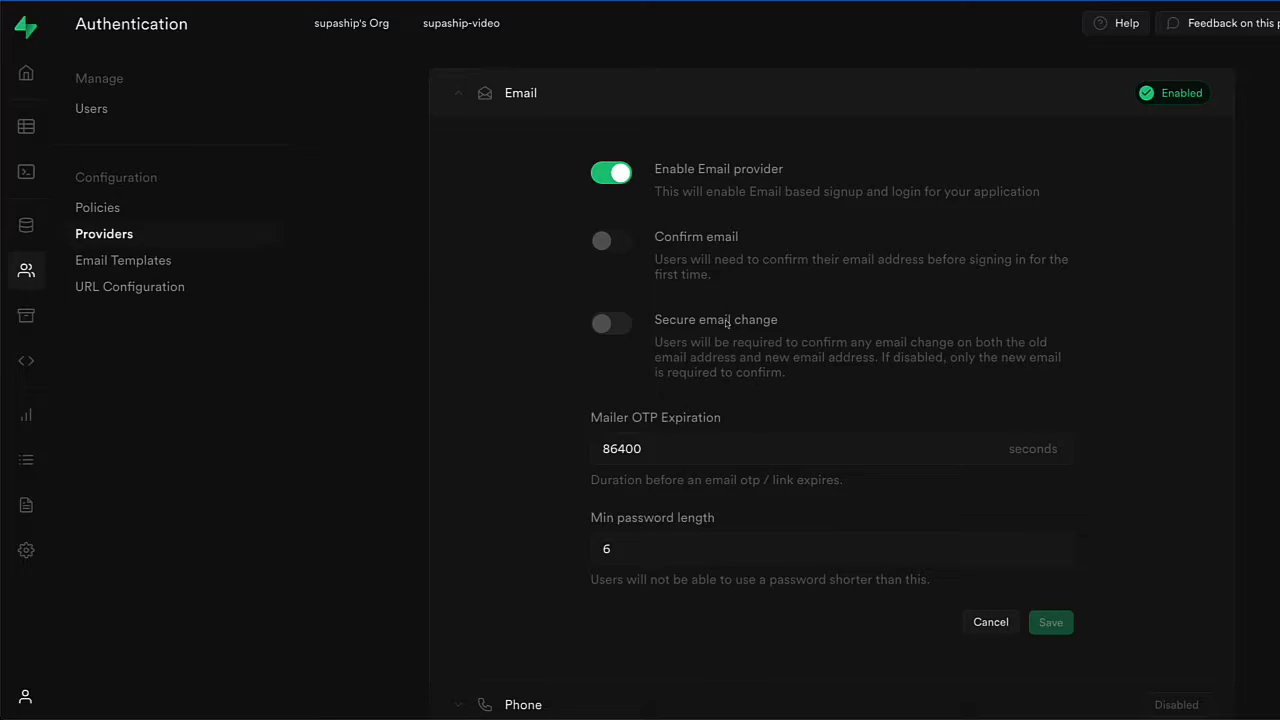 Authentication
supaship's Org
supaship-video
Help
Feedback on this p
Manage
Users
Configuration
Policies
Providers
Email Templates
URL Configuration
Email
Enabled
Enable Email provider
This will enable Email based signup and login for your application
Confirm email
Users will need to confirm their email address before signing in for the
first time.
Secure email change
Users will be required to confirm any email change on both the old
email address and new email address. If disabled, only the new email
is required to confirm.
Mailer OTP Expiration
86400
seconds
Duration before an email otp / link expires.
Min password length
6
Users will not be able to use a password shorter than this.
Cancel
Save
Phone
Disabled